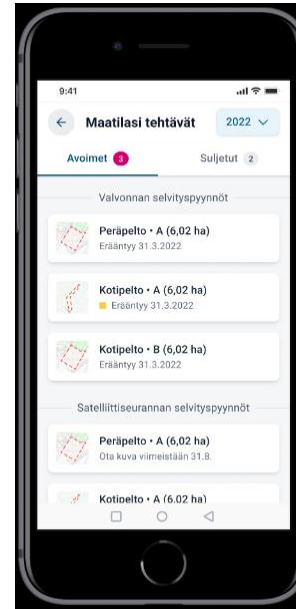 9:41
Maatilasi tehtävät
2022
Avoimet 3
Suljetut 2
Valvonnan selvityspyynnöt
Peräpelto • A (6,02 ha)
Erääntyy 31.3.2022
Kotipelto • A (6,02 ha)
Erääntyy 31.3.2022
Kotipelto • B (6,02 ha)
Erääntyy 31.3.2022
Satelliittiseurannan selvityspyynnöt
Peräpelto • A (6,02 ha)
Ota kuva viimeistään 31.8.
Kotipelto • A (6,02 ha)